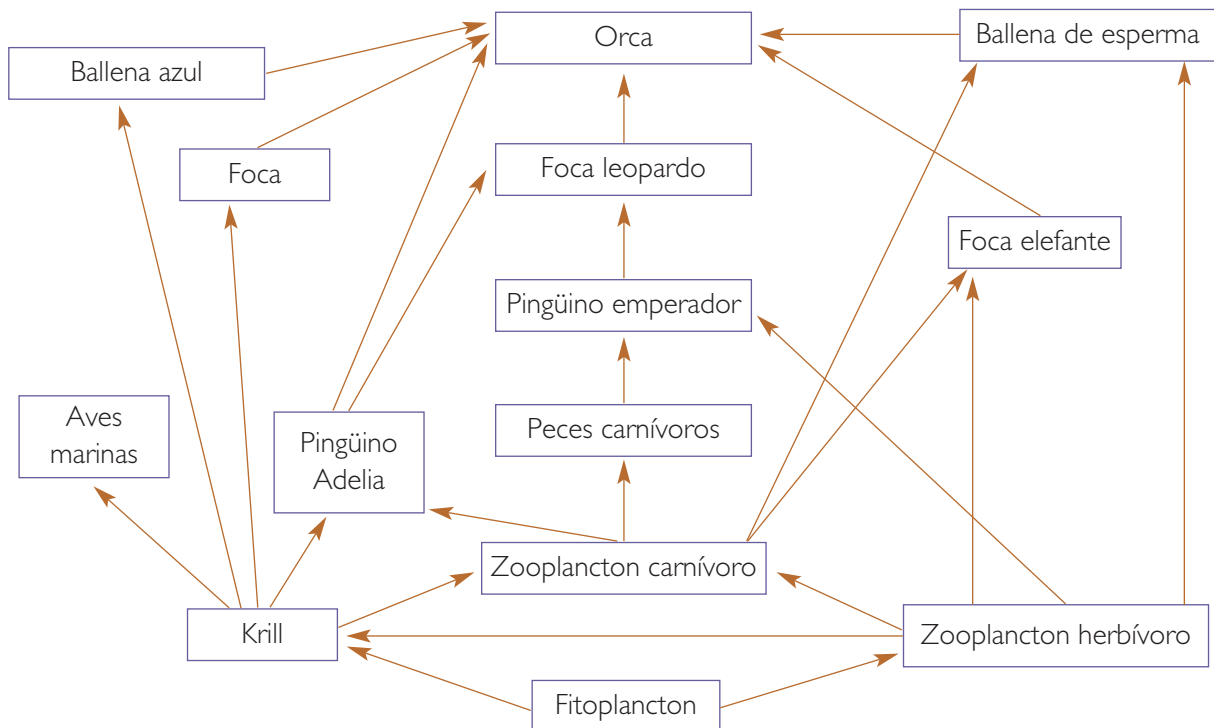 Orca
Ballena de esperma
Ballena azul
Foca
Foca leopardo
Foca elefante
Pingüino emperador
Aves
marinas
Pingüino
Adelia
Peces carnívoros
Zooplancton carnívoro
Krill
Zooplancton herbívoro
Fitoplancton